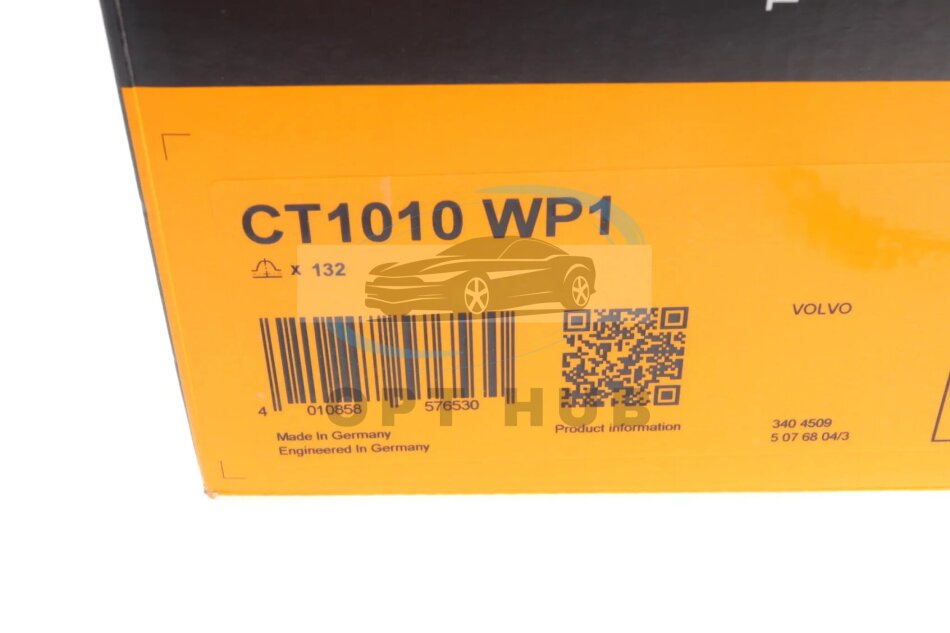 CT1010 WP1
x 132
VOLVO
4 010858 576530
OPT HUB
Product information
Made In Germany
Engineered In Germany
340 4509
5 07 68 04/3